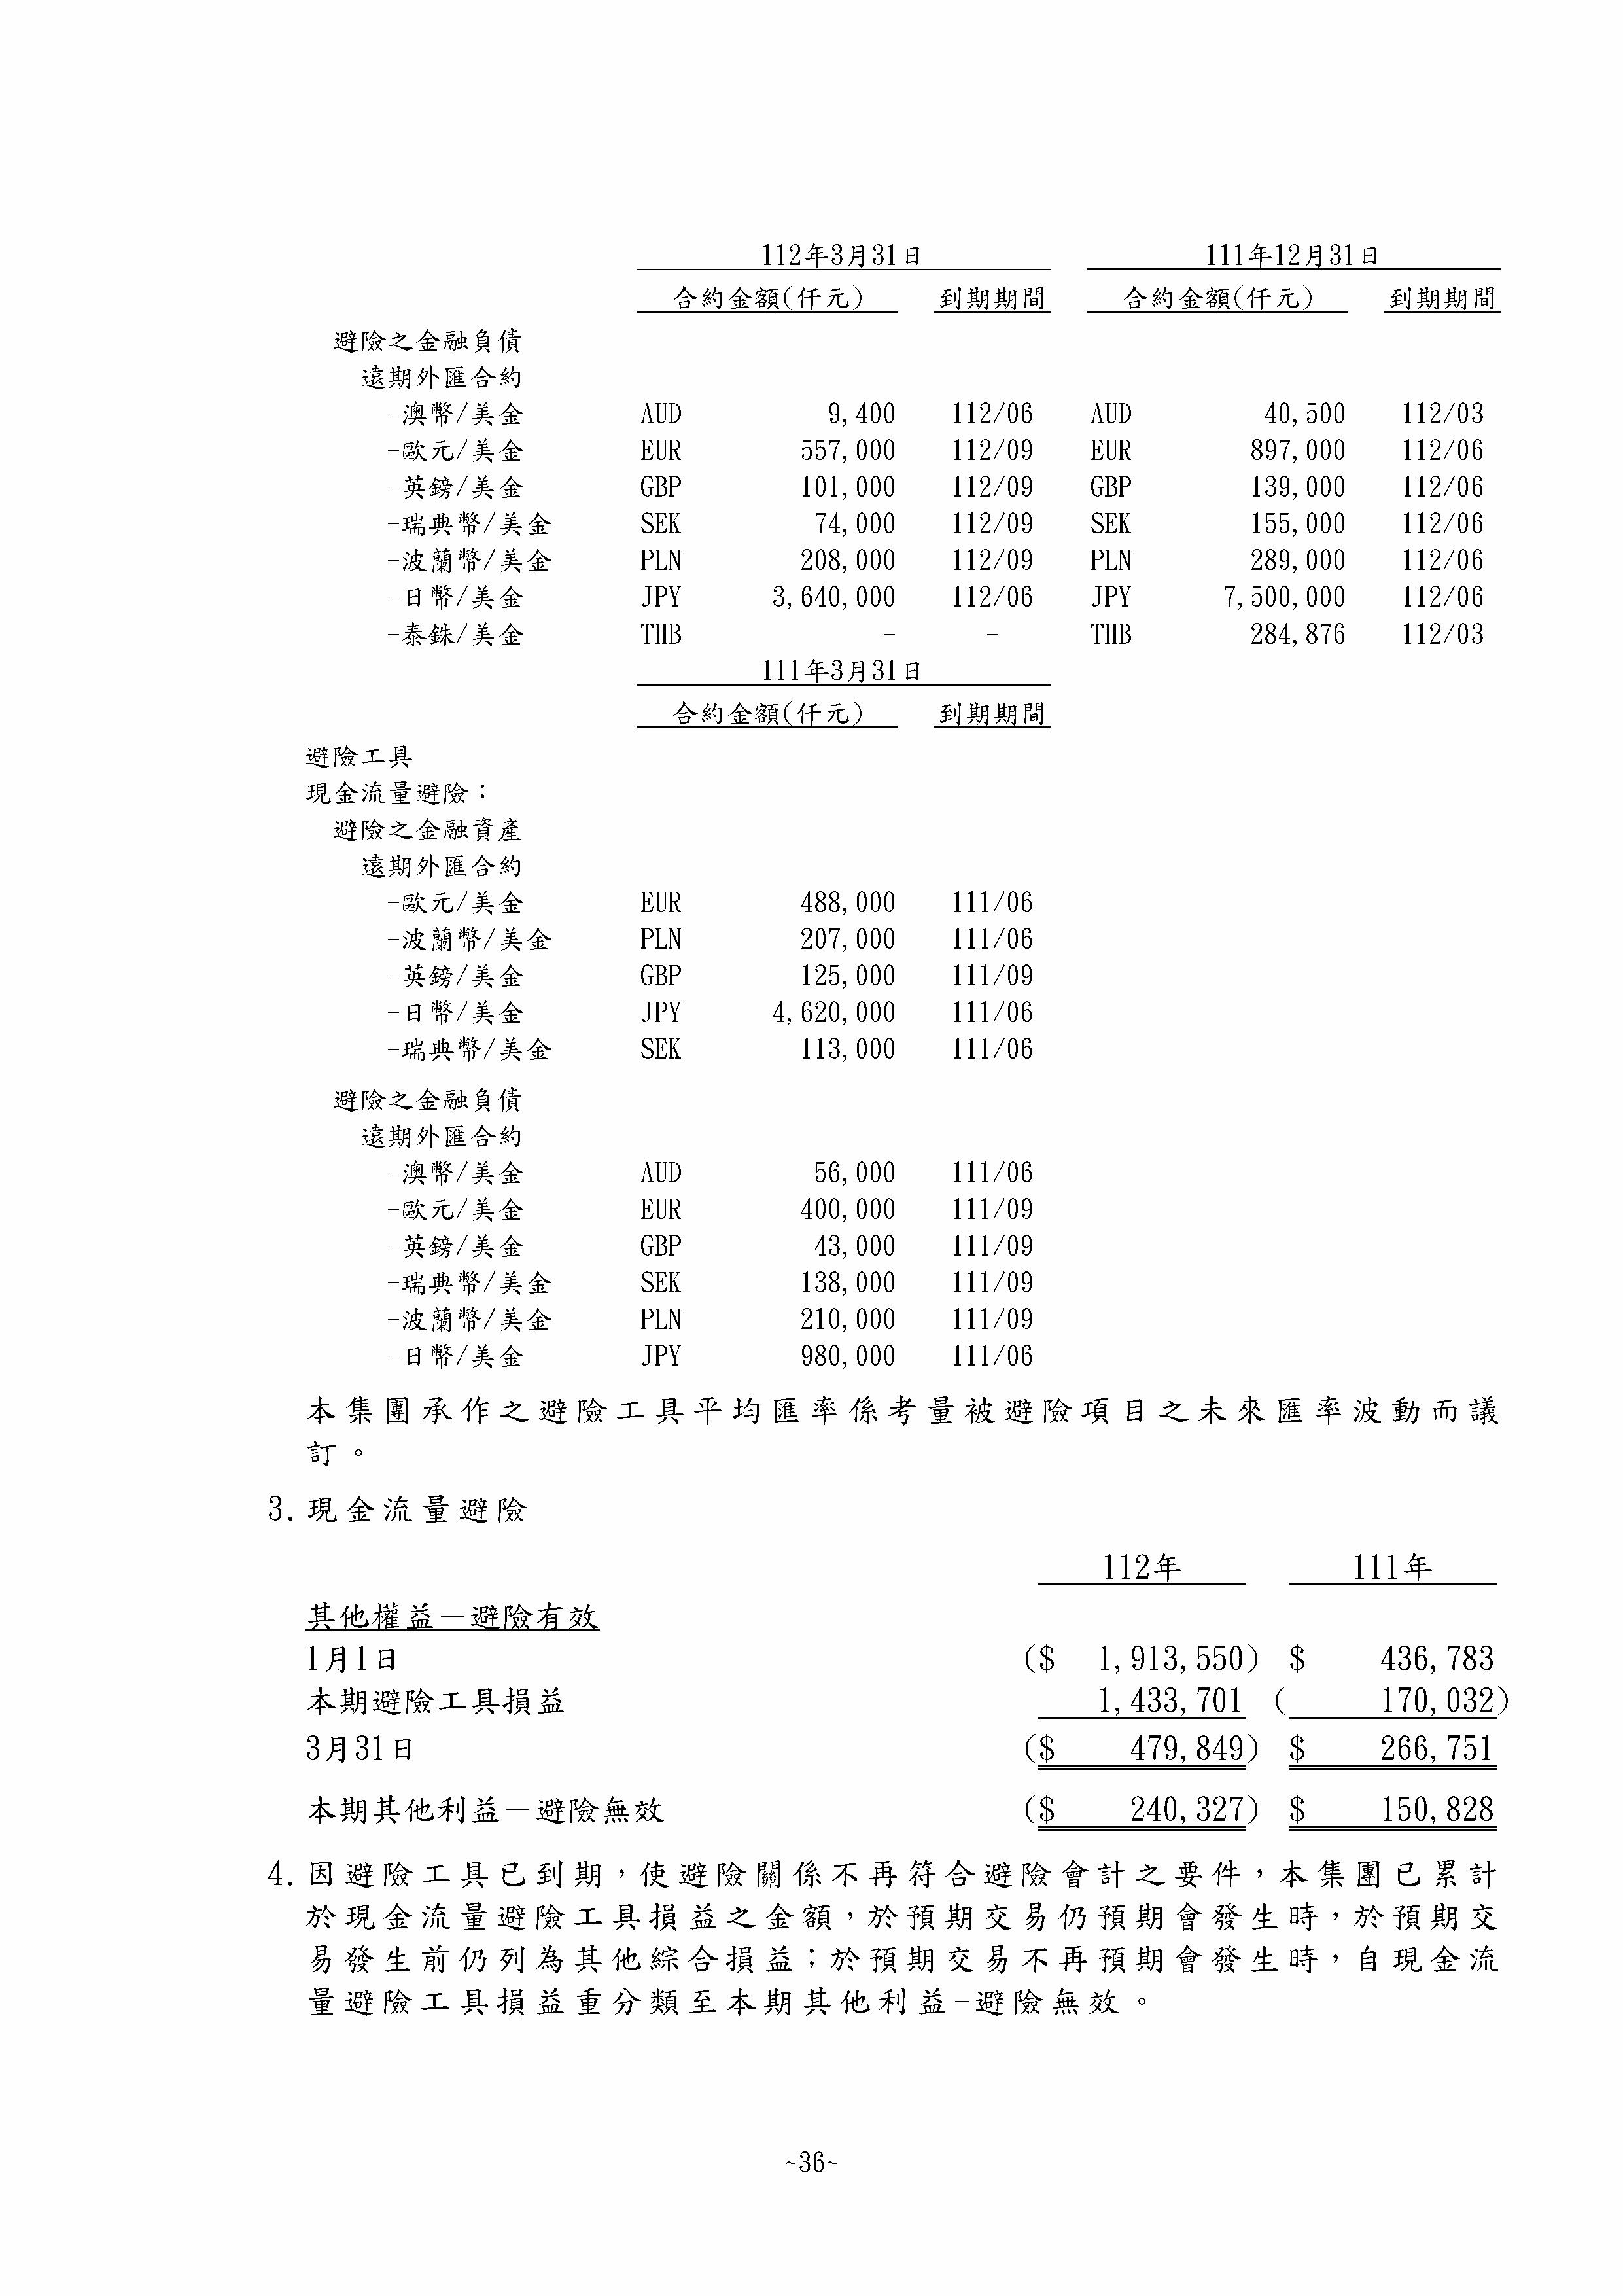 112年3月31日 111年12月31日
合約金額(仟元) 到期期間 合約金額(仟元) 到期期間
避險之金融負債
遠期外匯合約
-澳幣/美金 AUD 9,400 112/06 AUD 40,500 112/03
-歐元/美金 EUR 557,000 112/09 EUR 897,000 112/06
-英鎊/美金 GBP 101,000 112/09 GBP 139,000 112/06
-瑞典幣/美金 SEK 74,000 112/09 SEK 155,000 112/06
-波蘭幣/美金 PLN 208,000 112/09 PLN 289,000 112/06
-日幣/美金 JPY 3,640,000 112/06 JPY 7,500,000 112/06
-泰銖/美金 THB - - THB 284,876 112/03
111年3月31日
合約金額(仟元) 到期期間
避險工具
現金流量避險：
避險之金融資產
遠期外匯合約
-歐元/美金 EUR 488,000 111/06
-波蘭幣/美金 PLN 207,000 111/06
-英鎊/美金 GBP 125,000 111/09
-日幣/美金 JPY 4,620,000 111/06
-瑞典幣/美金 SEK 113,000 111/06
避險之金融負債
遠期外匯合約
-澳幣/美金 AUD 56,000 111/06
-歐元/美金 EUR 400,000 111/09
-英鎊/美金 GBP 43,000 111/09
-瑞典幣/美金 SEK 138,000 111/09
-波蘭幣/美金 PLN 210,000 111/09
-日幣/美金 JPY 980,000 111/06
本集團承作之避險工具平均匯率係考量被避險項目之未來匯率波動而議
訂。
3.現金流量避險
112年 111年
其他權益－避險有效
1月1日 ($ 1,913,550) $ 436,783
本期避險工具損益 1,433,701 ( 170,032)
3月31日 ($ 479,849) $ 266,751
本期其他利益－避險無效 ($ 240,327) $ 150,828
4.因避險工具已到期，使避險關係不再符合避險會計之要件，本集團已累計
於現金流量避險工具損益之金額，於預期交易仍預期會發生時，於預期交
易發生前仍列為其他綜合損益；於預期交易不再預期會發生時，自現金流
量避險工具損益重分類至本期其他利益-避險無效。
~36~